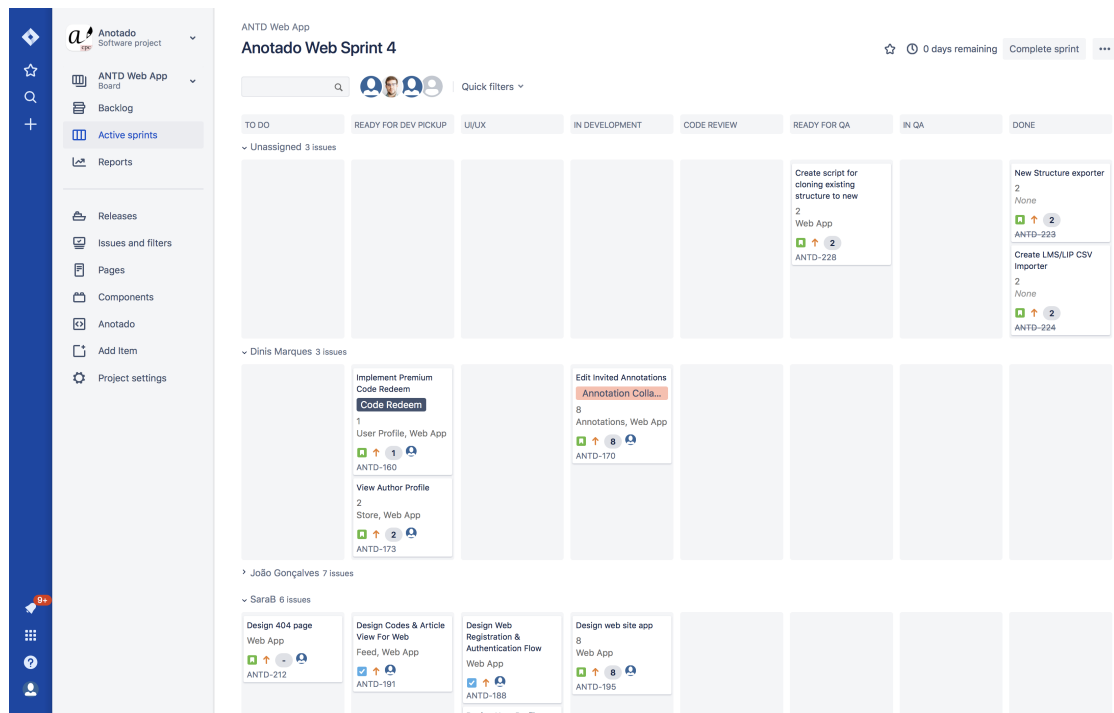 Anotado
Software project
ANTD Web App
Board
Backlog
Active sprints
Reports
Releases
Issues and filters
Pages
Components
Anotado
Add Item
Project settings
9+
ANTD Web App
Anotado Web Sprint 4
0 days remaining
Complete sprint
Quick filters
TO DO
READY FOR DEV PICKUP
UI/UX
IN DEVELOPMENT
CODE REVIEW
READY FOR QA
IN QA
DONE
Unassigned 3 issues
Create script for
cloning existing
structure to new
2
Web App
2
ANTD-228
New Structure exporter
2
None
2
ANTD-223
Create LMS/LIP CSV
Importer
2
None
2
ANTD-224
Dinis Marques 3 issues
Implement Premium
Code Redeem
Code Redeem
1
User Profile, Web App
1
ANTD-160
View Author Profile
2
Store, Web App
2
ANTD-173
Edit Invited Annotations
Annotation Colla...
8
Annotations, Web App
8
ANTD-170
João Gonçalves 7 issues
SaraB 6 issues
Design 404 page
Web App
-
ANTD-212
Design Codes & Article
View For Web
Feed, Web App
ANTD-191
Design Web
Registration &
Authentication Flow
Web App
ANTD-188
Design web site app
8
Web App
8
ANTD-195